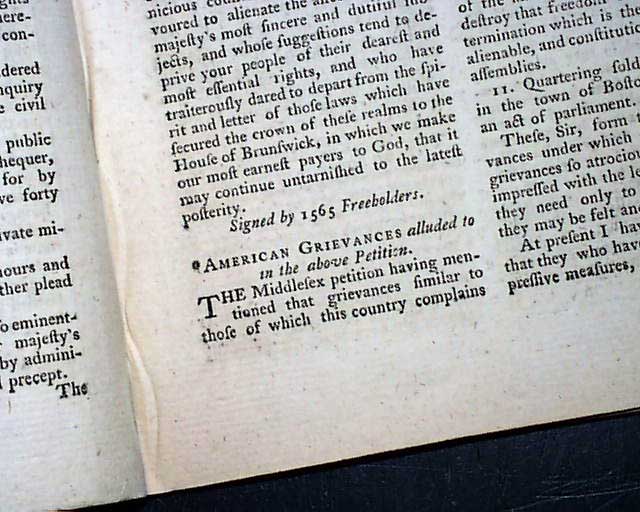 here-
con-
dered
nquiry
civil
public
hequer,
for by
ve forty
vate mi-
nours and
ther plead
o eminent-
majeſty's
by admini-
precept.
The
voured to alienate the
majeſty's moſt ſincere and dutiful
jects, and whoſe ſuggeſtions tend to de-
prive your people of their deareſt and
moſt eſſential rights, and who have
traiterouſly dared to depart from the ſpi-
rit and letter of thoſe laws which have
ſecured the crown of theſe realms to the
Houſe of Brunſwick, in which we make
our moſt earneſt payers to God, that it
may continue untarniſhed to the lateſt
poſterity.
Signed by 1565 Freeholders.
AMERICAN GRIEVANCES alluded to
in the above Petition.
THE Middleſex petition having men-
tioned that grievances ſimilar to
thoſe of which this country complains
of the
deſtroy that freedom
termination which is the
alienable, and conſtitutio
aſſemblies.
11. Quartering ſold
in the town of Boſto
an act of parliament.
Theſe, Sir, form t
vances under which
grievances ſo atrocio
impreſſed with the le
they need only to
they may be felt an
At preſent I hav
that they who hav
preſſive meaſures,